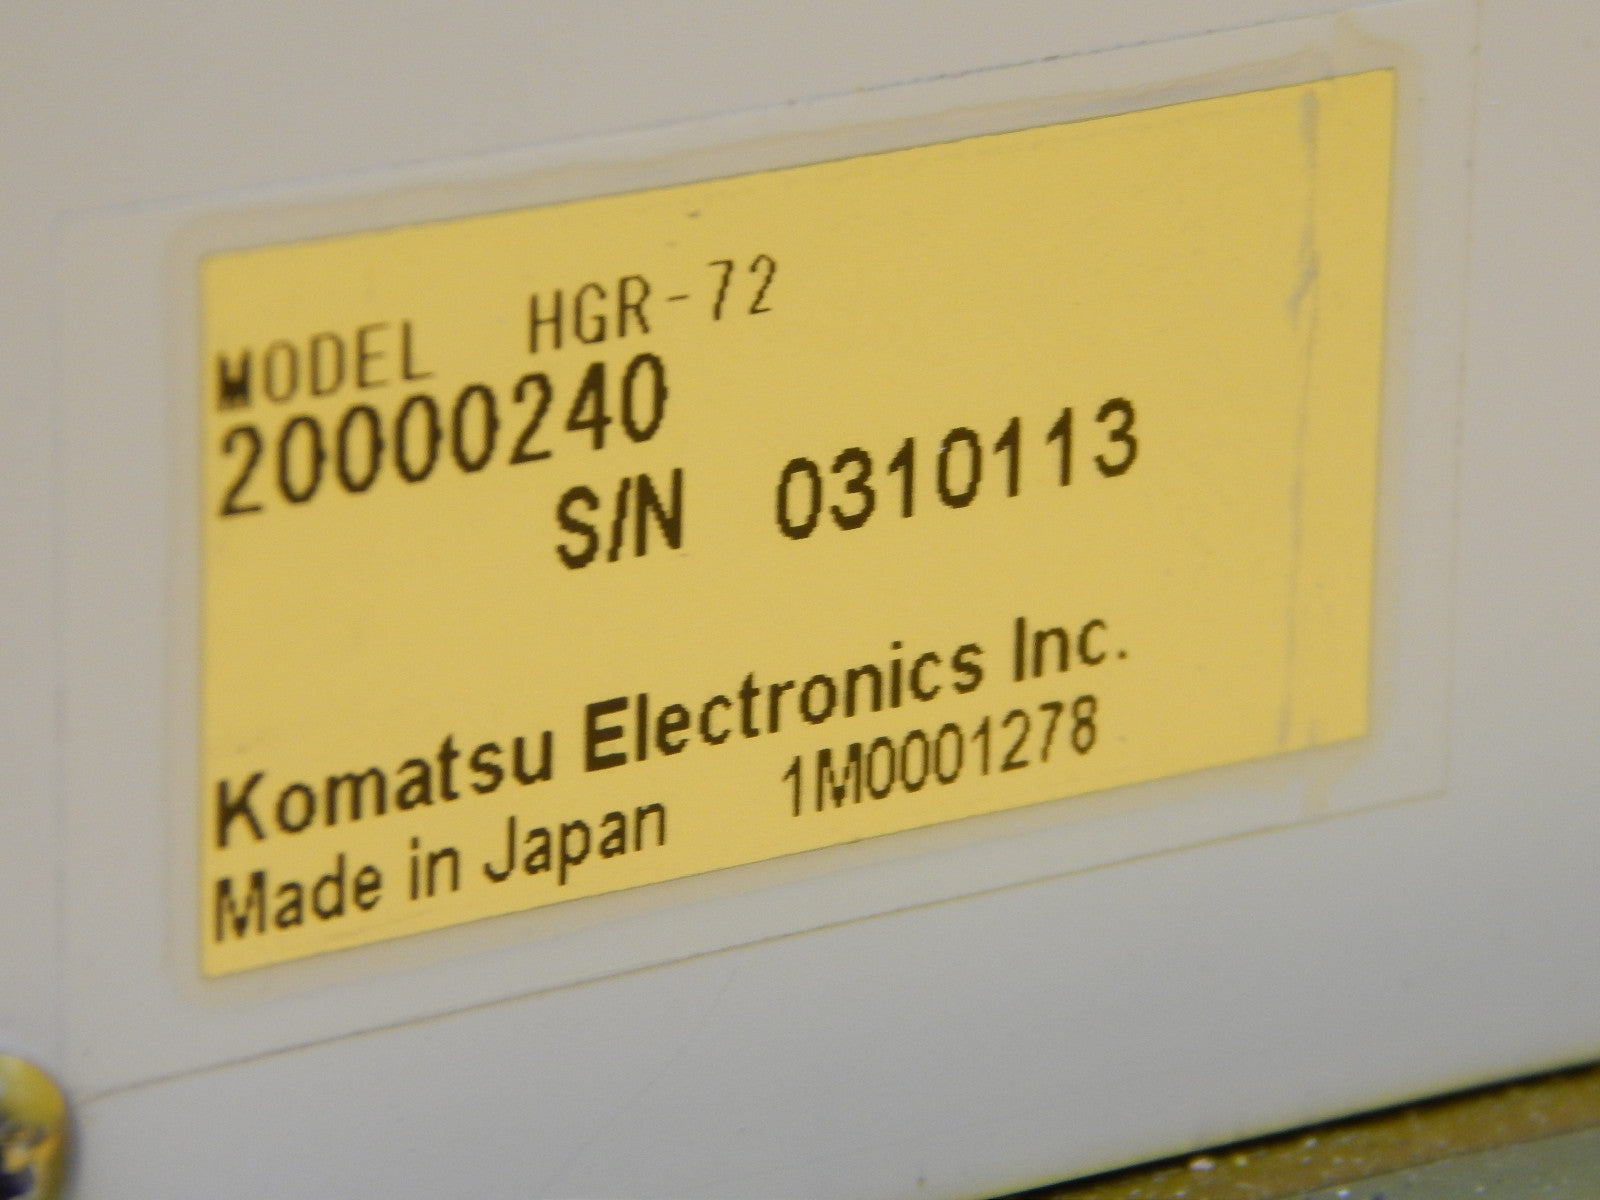 MODEL HGR-72
20000240
S/N 0310113
Komatsu Electronics Inc.
Made in Japan 1M0001278